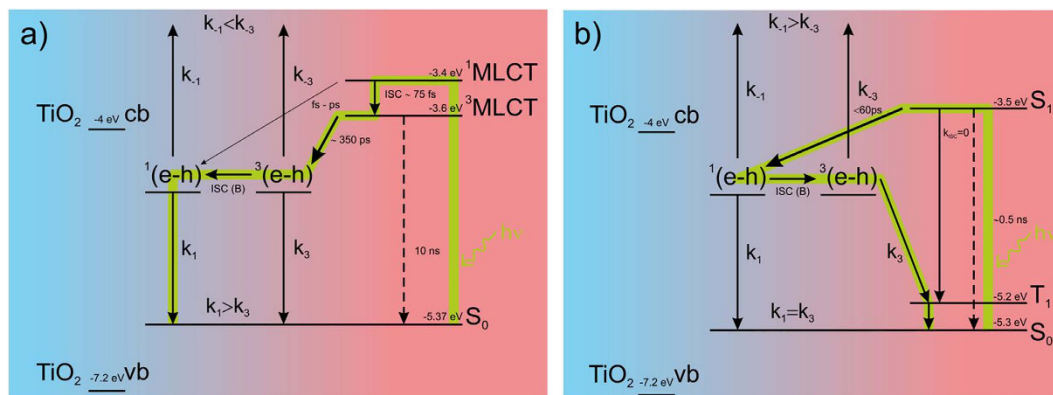 a)
k-1<k-3
k-1
k-3
-3.4 eV 1MLCT
ISC ~ 75 fs
fs - ps
-3.6 eV 3MLCT
TiO2 -4 eV cb
~ 350 ps
1(e-h)
3(e-h)
ISC (B)
hν
k1
k3
10 ns
k1>k3
-5.37 eV S0
TiO2 -7.2 eV vb
b)
k-1>k-3
k-1
k-3
-3.5 eV S1
<60ps
TiO2 -4 eV cb
kISC=0
1(e-h)
3(e-h)
ISC (B)
~0.5 ns
hν
k1
k3
-5.2 eV T1
k1=k3
-5.3 eV S0
TiO2 -7.2 eV vb